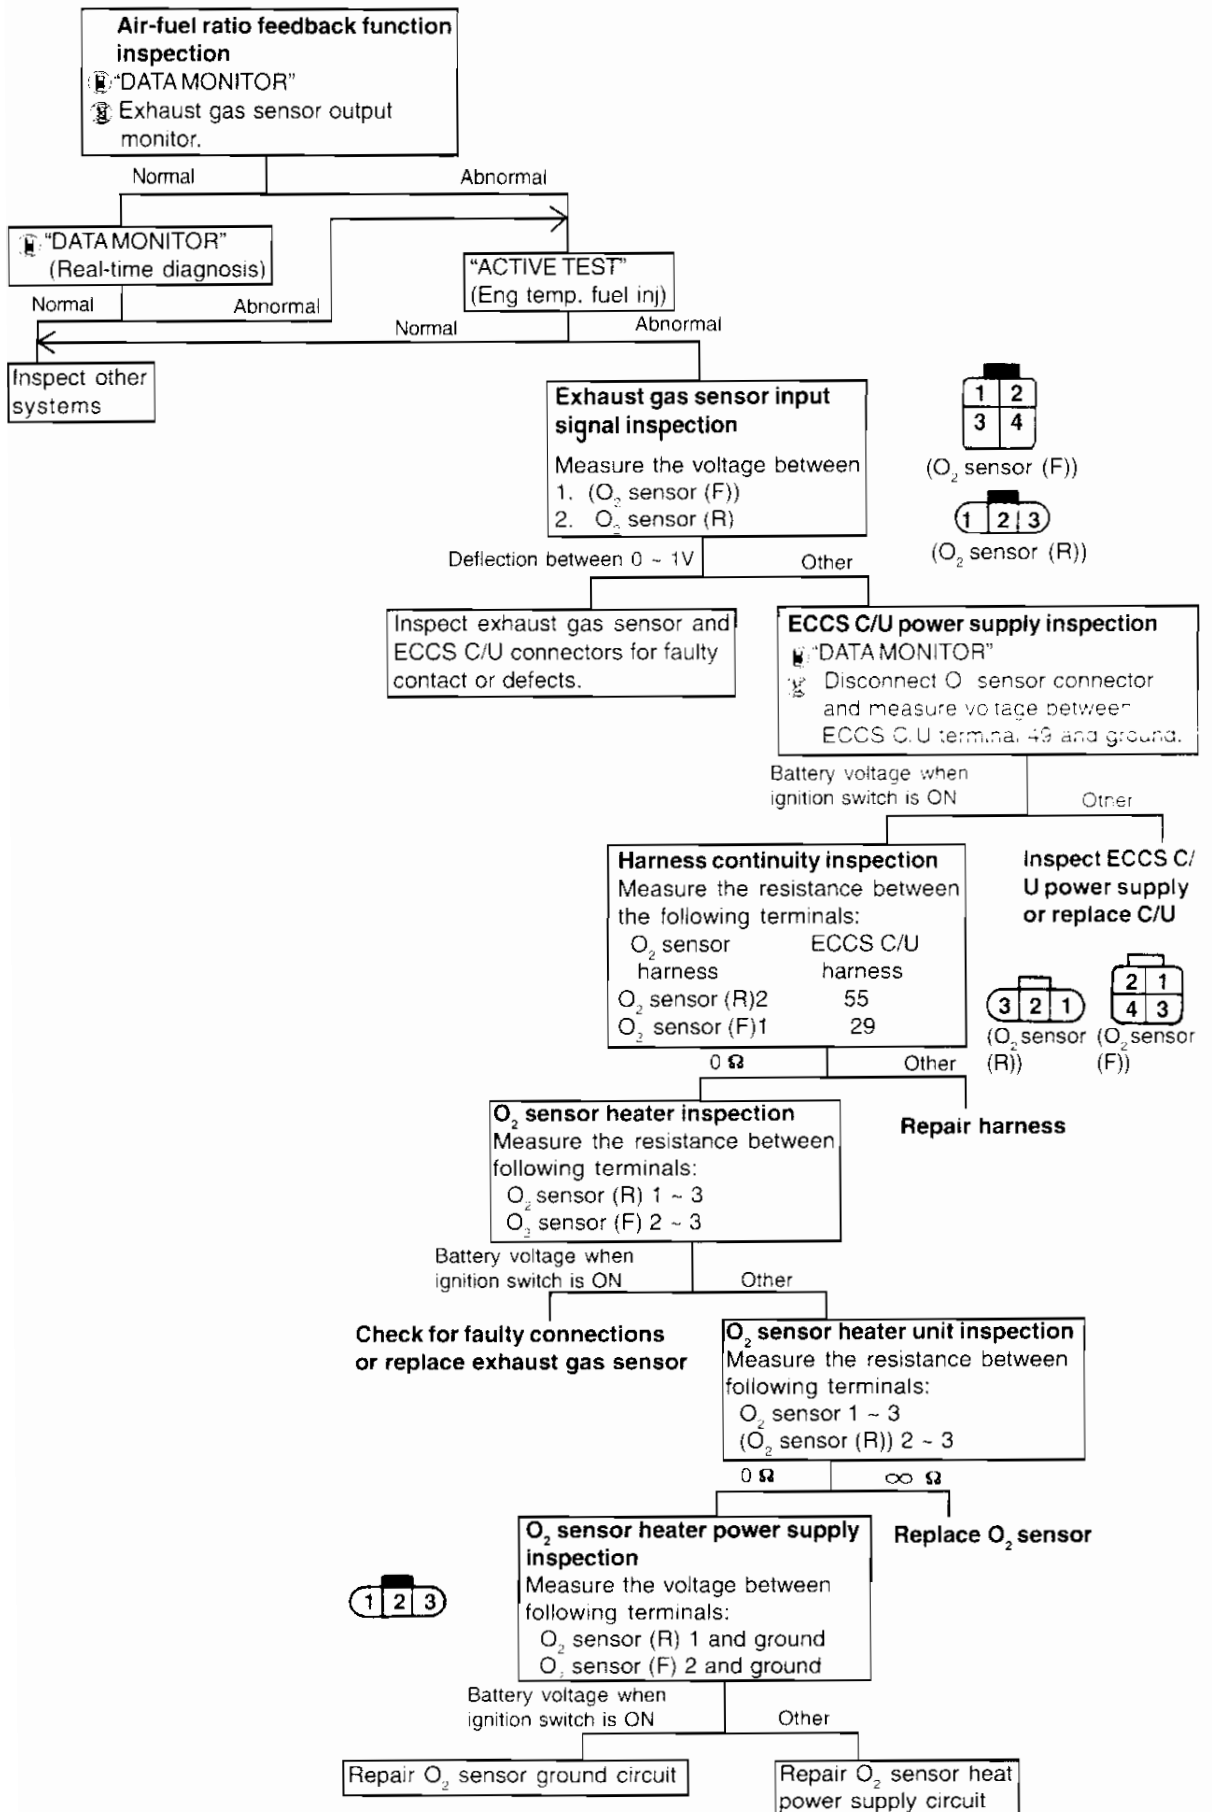 Air-fuel ratio feedback function
inspection
"DATA MONITOR"
Exhaust gas sensor output
monitor.
Normal
Abnormal
"DATA MONITOR"
(Real-time diagnosis)
"ACTIVE TEST"
(Eng temp. fuel inj)
Normal
Abnormal
Normal
Abnormal
Inspect other
systems
Exhaust gas sensor input
signal inspection
Measure the voltage between
1. (O₂ sensor (F))
2. O₂ sensor (R)
1 2
3 4
(O₂ sensor (F))
1 2 3
(O₂ sensor (R))
Deflection between 0 ~ 1V
Other
Inspect exhaust gas sensor and
ECCS C/U connectors for faulty
contact or defects.
ECCS C/U power supply inspection
"DATA MONITOR"
Disconnect O sensor connector
and measure voltage between
ECCS C/U terminal 49 and ground.
Battery voltage when
ignition switch is ON
Other
Harness continuity inspection
Measure the resistance between
the following terminals:
O₂ sensor ECCS C/U
harness harness
O₂ sensor (R)2 55
O₂ sensor (F)1 29
Inspect ECCS C/
U power supply
or replace C/U
3 2 1
(O₂ sensor
(R))
2 1
4 3
(O₂ sensor
(F))
0 Ω
Other
Repair harness
O₂ sensor heater inspection
Measure the resistance between
following terminals:
O₂ sensor (R) 1 ~ 3
O₂ sensor (F) 2 ~ 3
Battery voltage when
ignition switch is ON
Other
Check for faulty connections
or replace exhaust gas sensor
O₂ sensor heater unit inspection
Measure the resistance between
following terminals:
O₂ sensor 1 ~ 3
(O₂ sensor (R)) 2 ~ 3
0 Ω
∞ Ω
Replace O₂ sensor
O₂ sensor heater power supply
inspection
Measure the voltage between
following terminals:
O₂ sensor (R) 1 and ground
O₂ sensor (F) 2 and ground
1 2 3
Battery voltage when
ignition switch is ON
Other
Repair O₂ sensor ground circuit
Repair O₂ sensor heat
power supply circuit